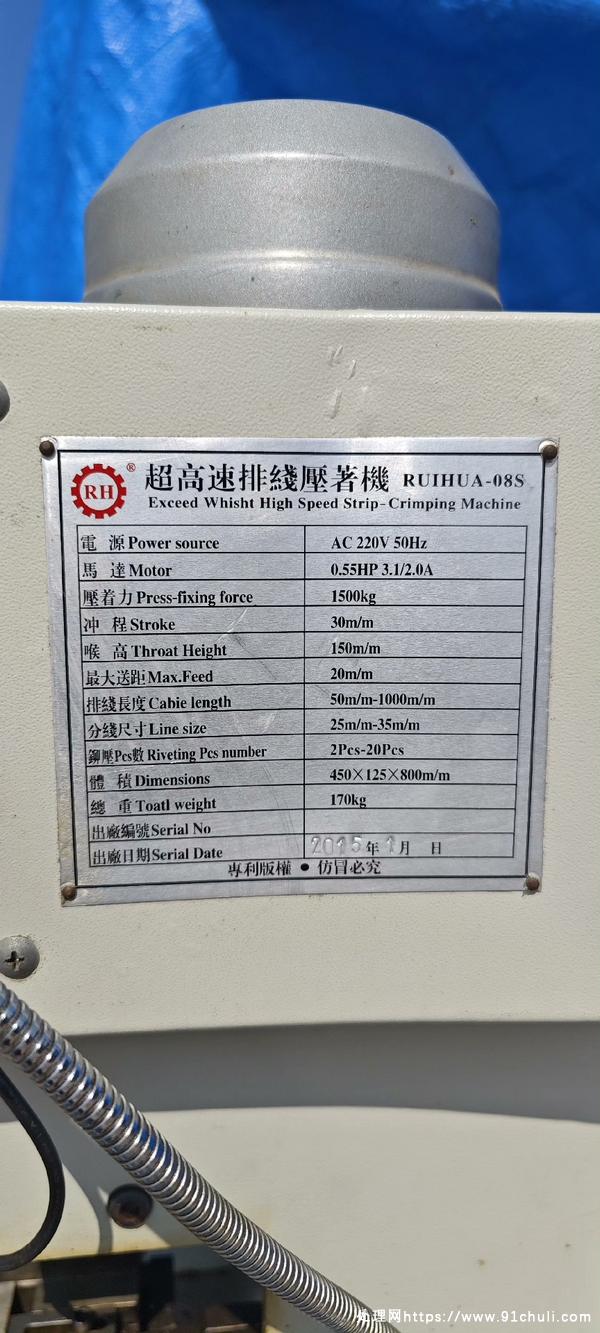 RH ® 超高速排綫壓著機 RUIHUA-08S
Exceed Whisht High Speed Strip-Crimping Machine
電 源 Power source AC 220V 50Hz
馬 達 Motor 0.55HP 3.1/2.0A
壓着力 Press-fixing force 1500kg
冲 程 Stroke 30m/m
喉 高 Throat Height 150m/m
最大送距 Max.Feed 20m/m
排綫長度 Cabie length 50m/m-1000m/m
分綫尺寸 Line size 25m/m-35m/m
鉚壓Pcs數 Riveting Pcs number 2Pcs-20Pcs
體 積 Dimensions 450×125×800m/m
總 重 Toatl weight 170kg
出廠編號 Serial No
出廠日期 Serial Date 2015年1月 日
專利版權 ● 仿冒必究
处理网https://www.91chuli.com/